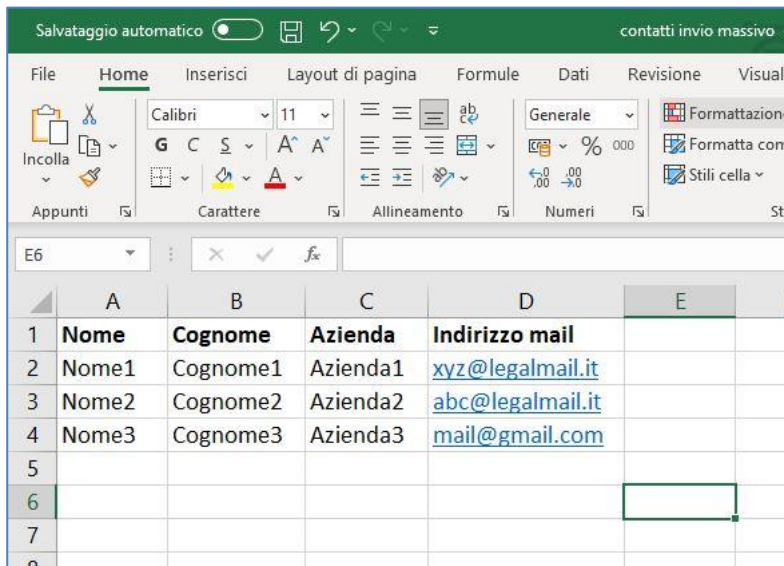 Salvataggio automatico contatti invio massivo
File Home Inserisci Layout di pagina Formule Dati Revisione Visual
Incolla Calibri 11 Generale Formattazion
G C S A A % 000 Formatta com
A Stili cella
Appunti Carattere Allineamento Numeri St
E6 fx
A B C D E
1 Nome Cognome Azienda Indirizzo mail
2 Nome1 Cognome1 Azienda1 xyz@legalmail.it
3 Nome2 Cognome2 Azienda2 abc@legalmail.it
4 Nome3 Cognome3 Azienda3 mail@gmail.com
5
6
7